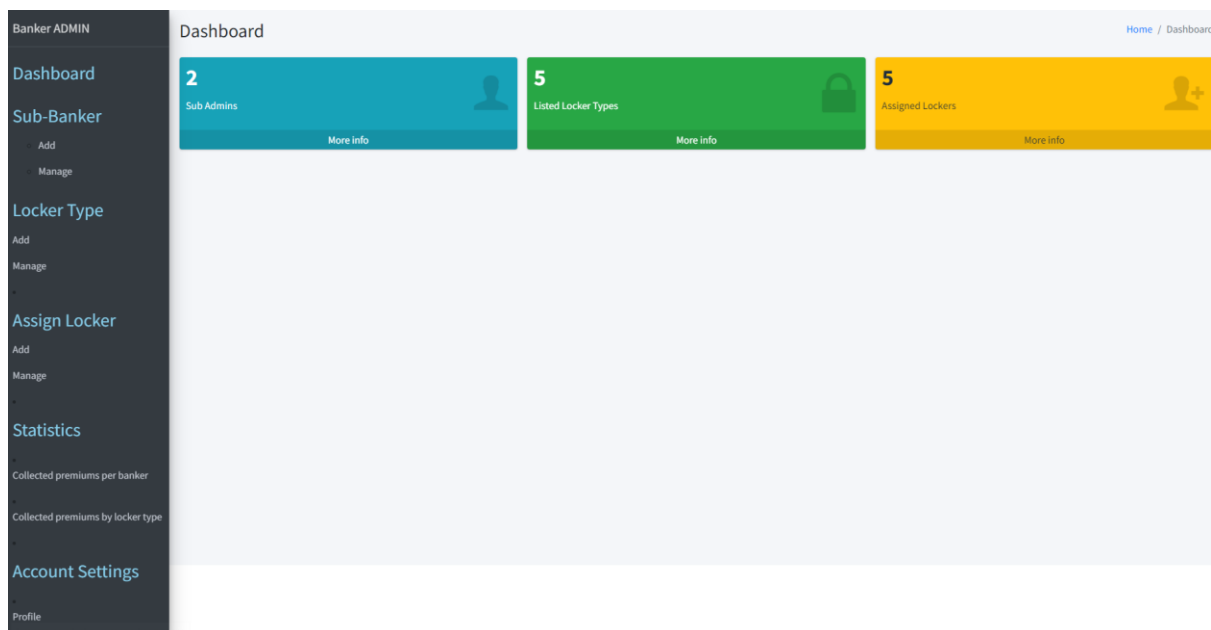 Banker ADMIN
Dashboard
Sub-Banker
Add
Manage
Locker Type
Add
Manage
Assign Locker
Add
Manage
Statistics
Collected premiums per banker
Collected premiums by locker type
Account Settings
Profile
Dashboard
Home / Dashboard
2
Sub Admins
More info
5
Listed Locker Types
More info
5
Assigned Lockers
More info